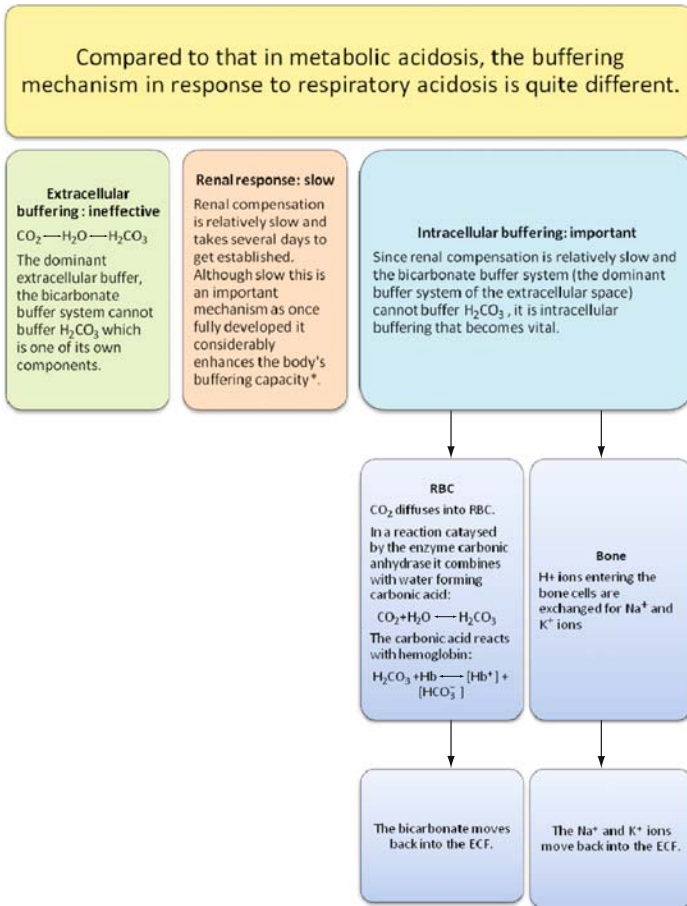 Compared to that in metabolic acidosis, the buffering
mechanism in response to respiratory acidosis is quite different.
Extracellular
buffering : ineffective
CO₂—H₂O—H₂CO₃
The dominant
extracellular buffer,
the bicarbonate
buffer system cannot
buffer H₂CO₃ which
is one of its own
components.
Renal response: slow
Renal compensation
is relatively slow and
takes several days to
get established.
Although slow this is
an important
mechanism as once
fully developed it
considerably
enhances the body's
buffering capacity*.
Intracellular buffering: important
Since renal compensation is relatively slow and
the bicarbonate buffer system (the dominant
buffer system of the extracellular space)
cannot buffer H₂CO₃ , it is intracellular
buffering that becomes vital.
RBC
CO₂ diffuses into RBC.
In a reaction cataysed
by the enzyme carbonic
anhydrase it combines
with water forming
carbonic acid:
CO₂+H₂O ⟵ H₂CO₃
The carbonic acid reacts
with hemoglobin:
H₂CO₃ +Hb ⟵ [Hb⁺] +
[HCO₃⁻ ]
Bone
H+ ions entering the
bone cells are
exchanged for Na⁺ and
K⁺ ions
The bicarbonate moves
back into the ECF.
The Na⁺ and K⁺ ions
move back into the ECF.